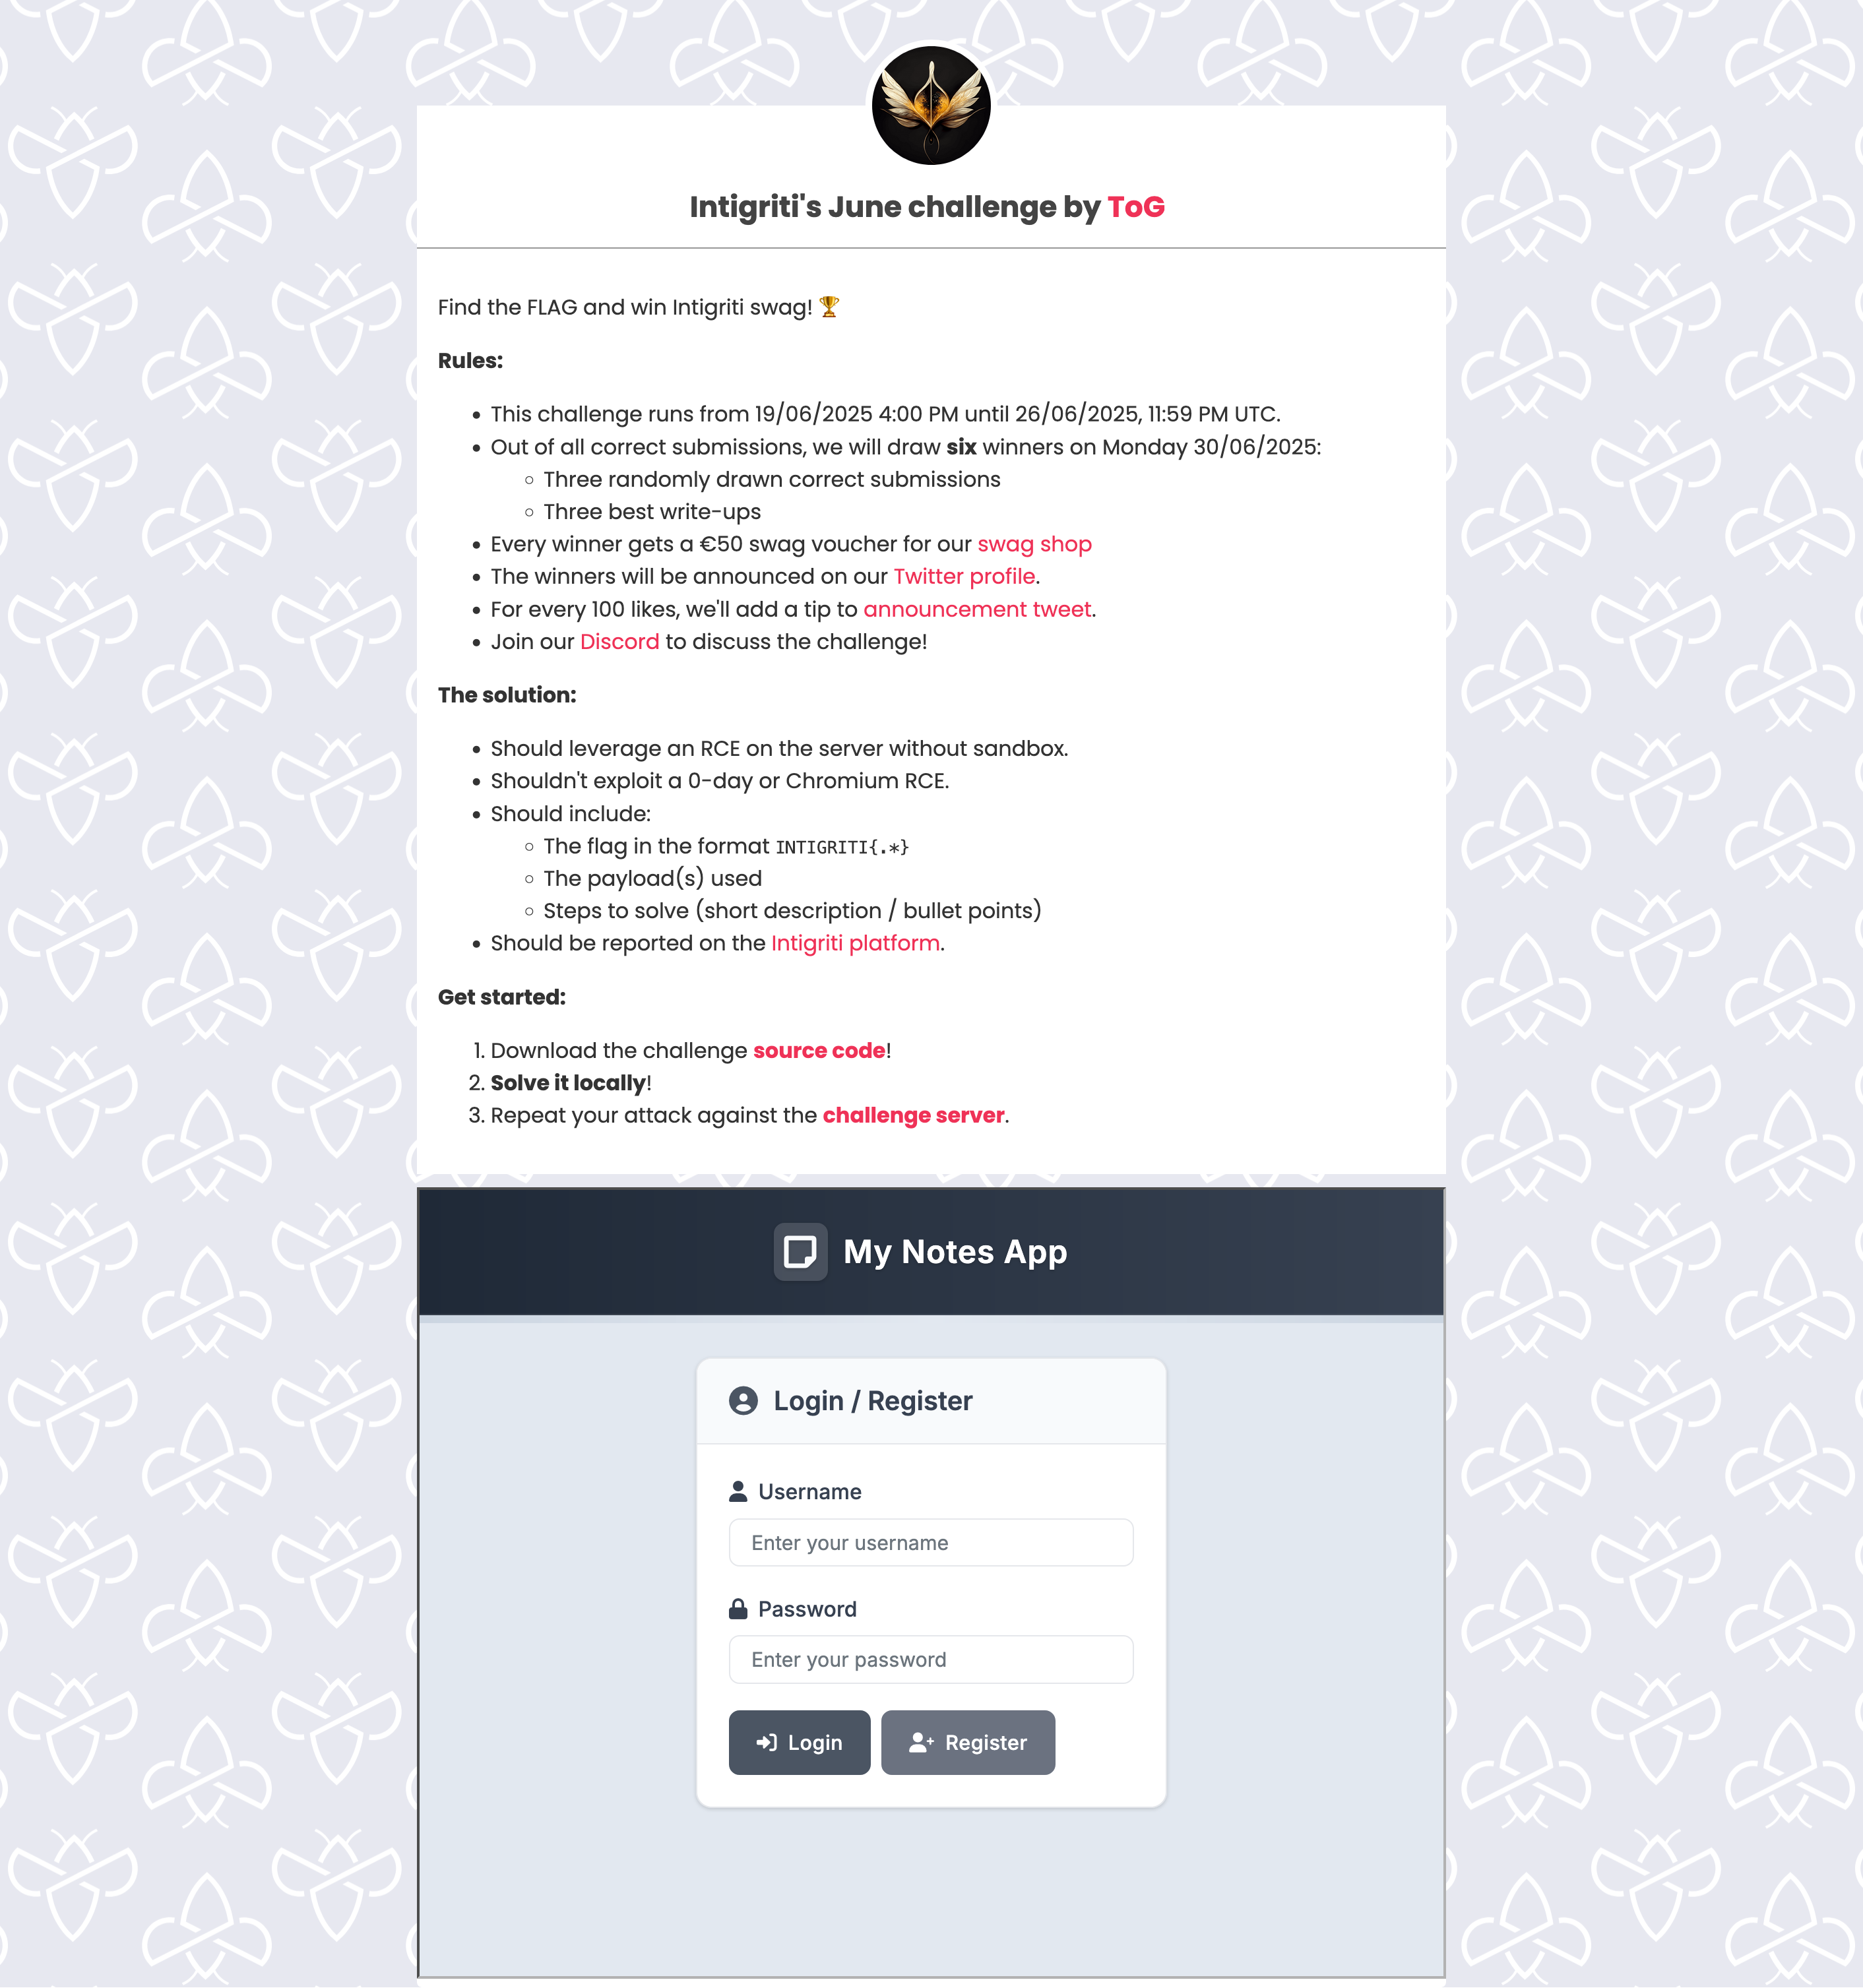 Intigriti's June challenge by ToG
Find the FLAG and win Intigriti swag! 🏆
Rules:
• This challenge runs from 19/06/2025 4:00 PM until 26/06/2025, 11:59 PM UTC.
• Out of all correct submissions, we will draw six winners on Monday 30/06/2025:
◦ Three randomly drawn correct submissions
◦ Three best write-ups
• Every winner gets a €50 swag voucher for our swag shop
• The winners will be announced on our Twitter profile.
• For every 100 likes, we'll add a tip to announcement tweet.
• Join our Discord to discuss the challenge!
The solution:
• Should leverage an RCE on the server without sandbox.
• Shouldn't exploit a 0-day or Chromium RCE.
• Should include:
◦ The flag in the format INTIGRITI{.*}
◦ The payload(s) used
◦ Steps to solve (short description / bullet points)
• Should be reported on the Intigriti platform.
Get started:
1. Download the challenge source code!
2. Solve it locally!
3. Repeat your attack against the challenge server.
My Notes App
Login / Register
Username
Enter your username
Password
Enter your password
Login Register